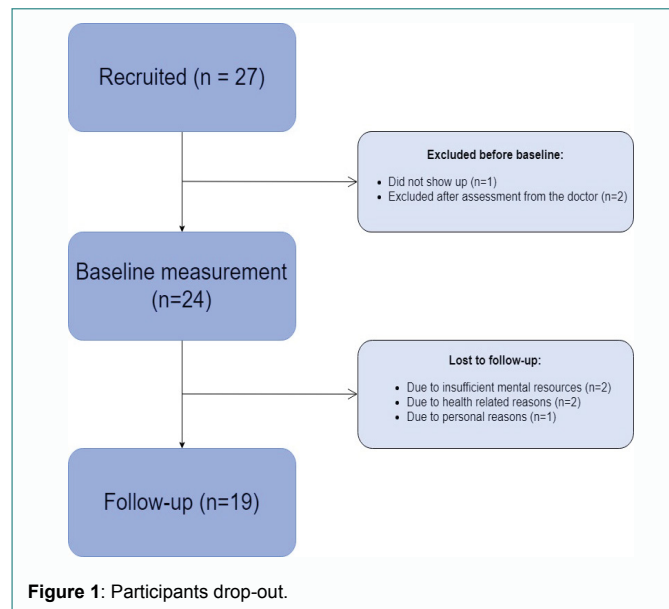 Recruited (n = 27)
Excluded before baseline:
• Did not show up (n=1)
• Excluded after assessment from the doctor (n=2)
Baseline measurement
(n=24)
Lost to follow-up:
• Due to insufficient mental resources (n=2)
• Due to health related reasons (n=2)
• Due to personal reasons (n=1)
Follow-up (n=19)
Figure 1: Participants drop-out.